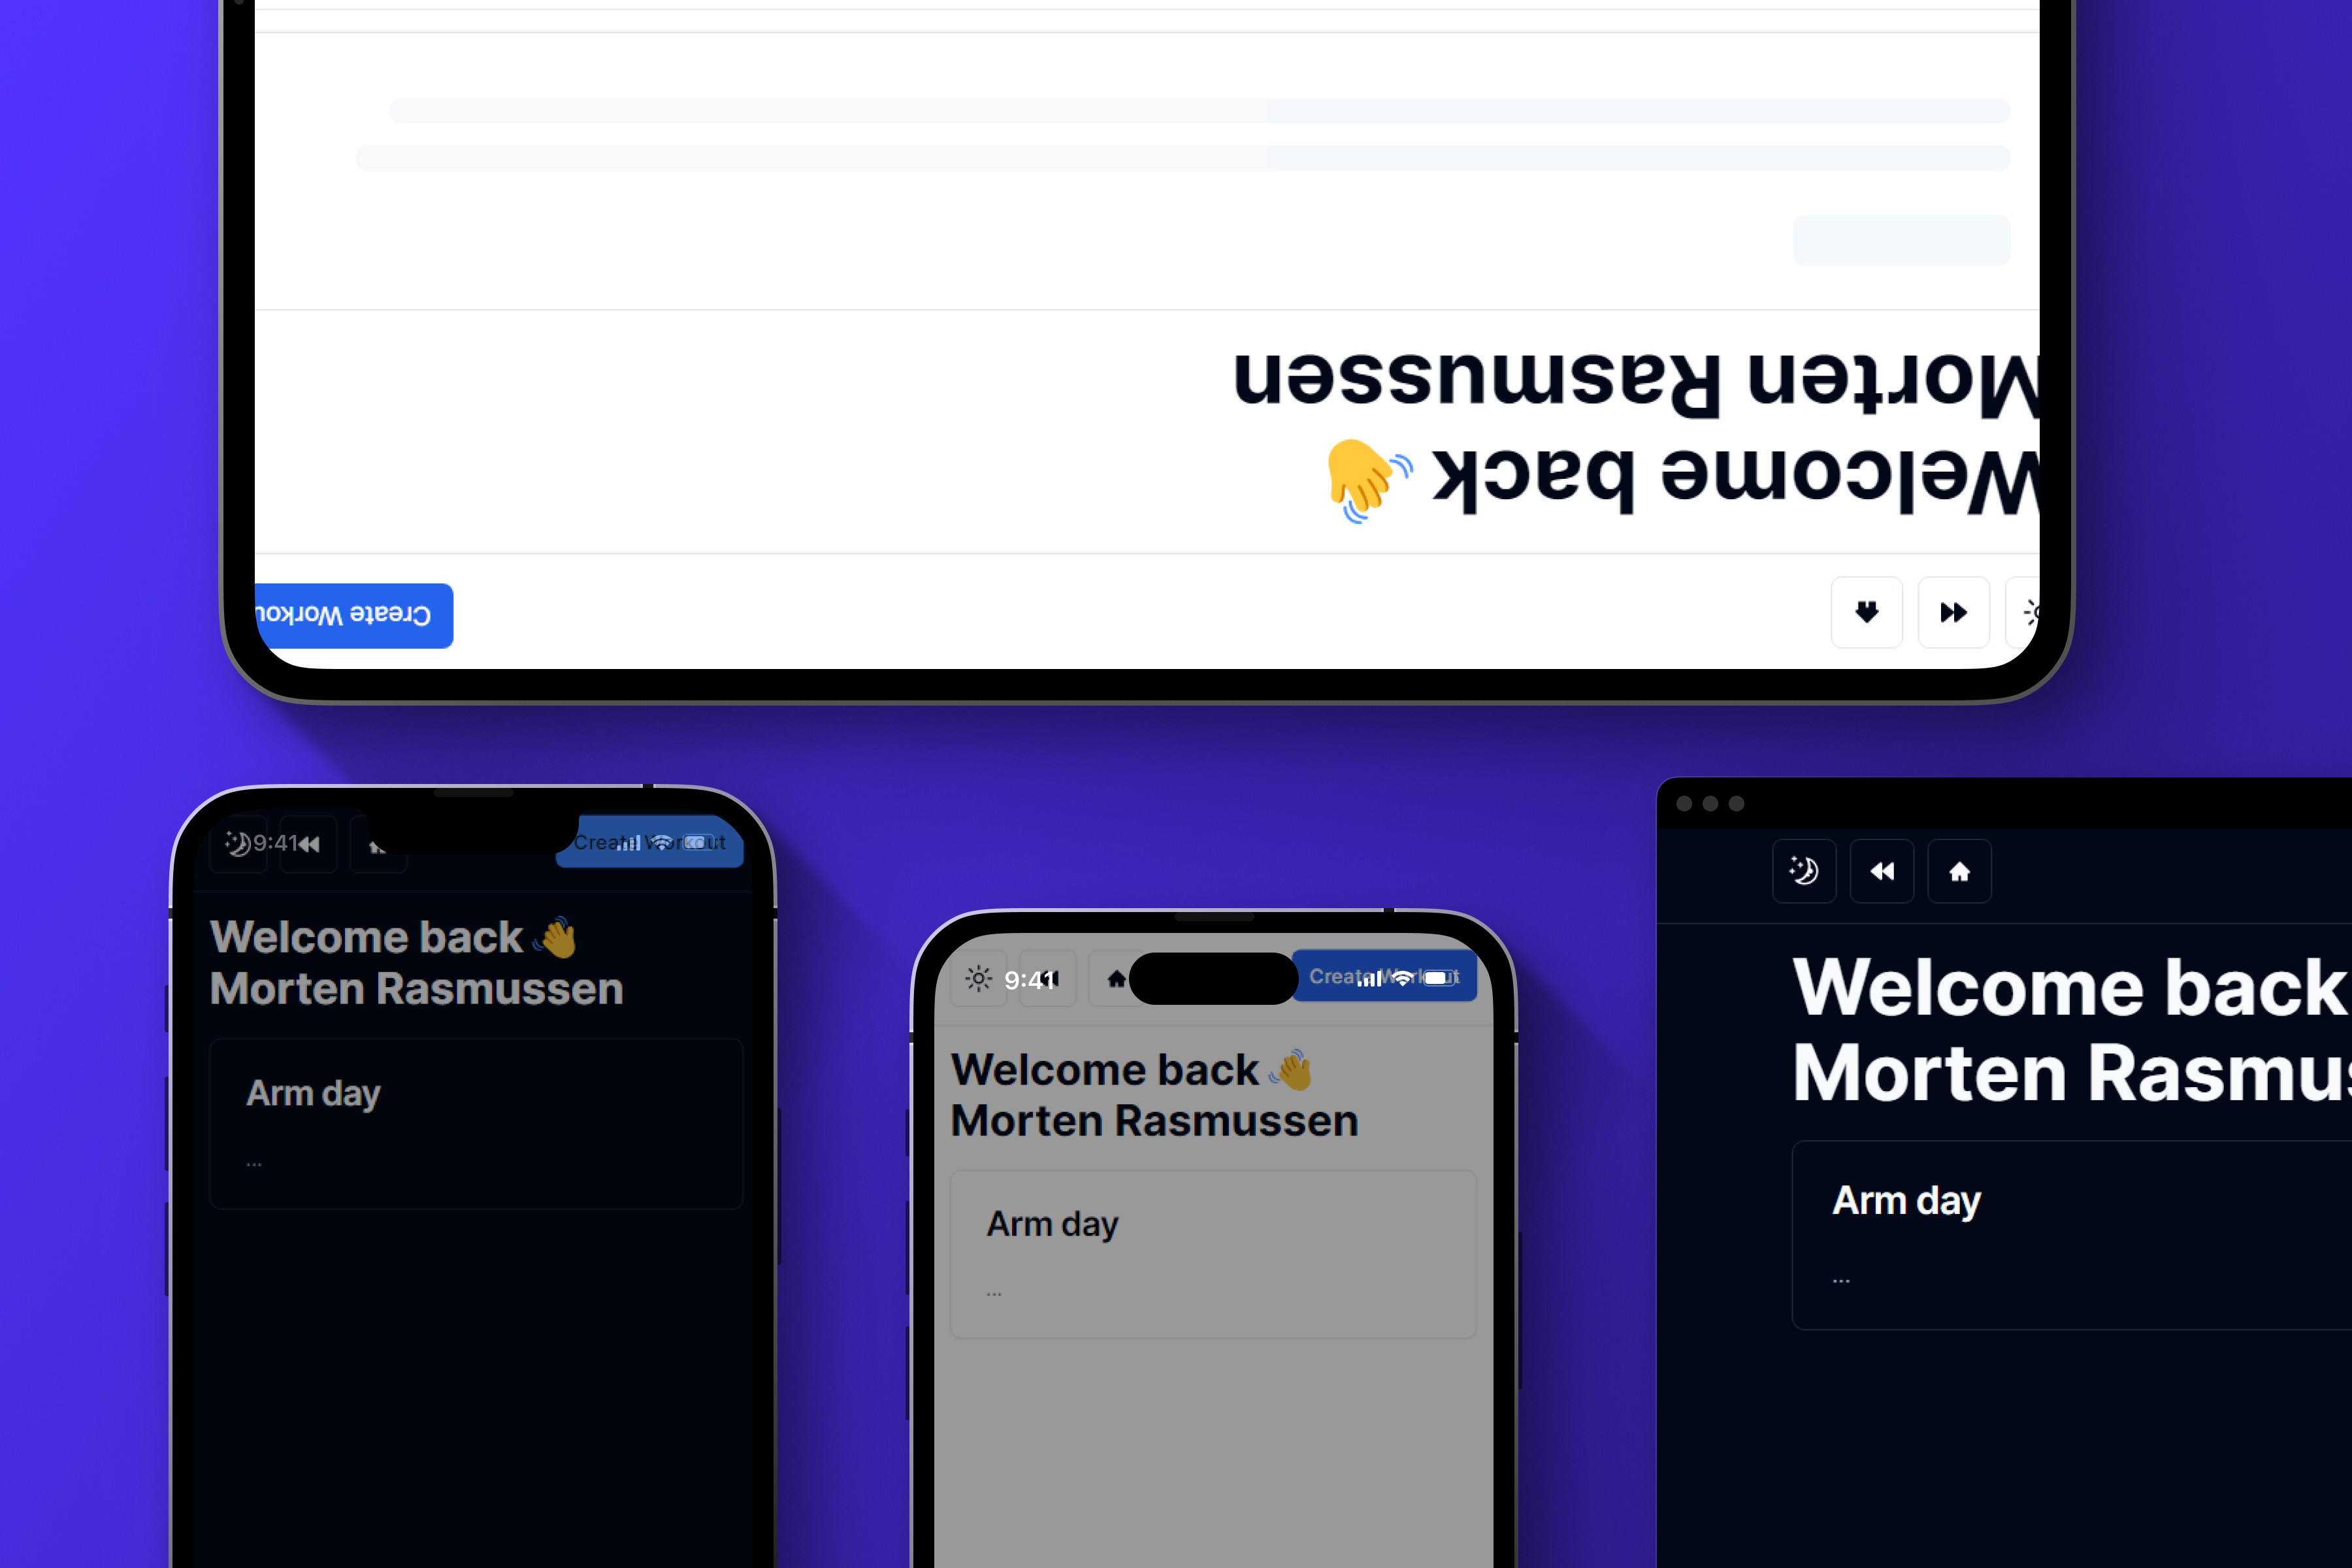 Welcome back 👋
Morten Rasmussen
Create Workou
9:41
Create Workout
Welcome back 👋
Morten Rasmussen
Arm day
...
9:41
Create Workout
Welcome back 👋
Morten Rasmussen
Arm day
...
Welcome back
Morten Rasmus
Arm day
...